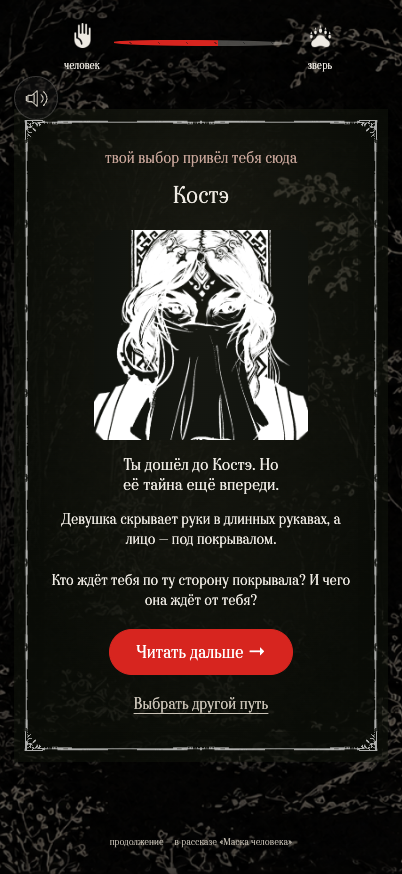 человек
зверь
твой выбор привёл тебя сюда
Костэ
Ты дошёл до Костэ. Но
её тайна ещё впереди.
Девушка скрывает руки в длинных рукавах, а
лицо — под покрывалом.
Кто ждёт тебя по ту сторону покрывала? И чего
она ждёт от тебя?
Читать дальше →
Выбрать другой путь
продолжение — в рассказе «Маска человека»